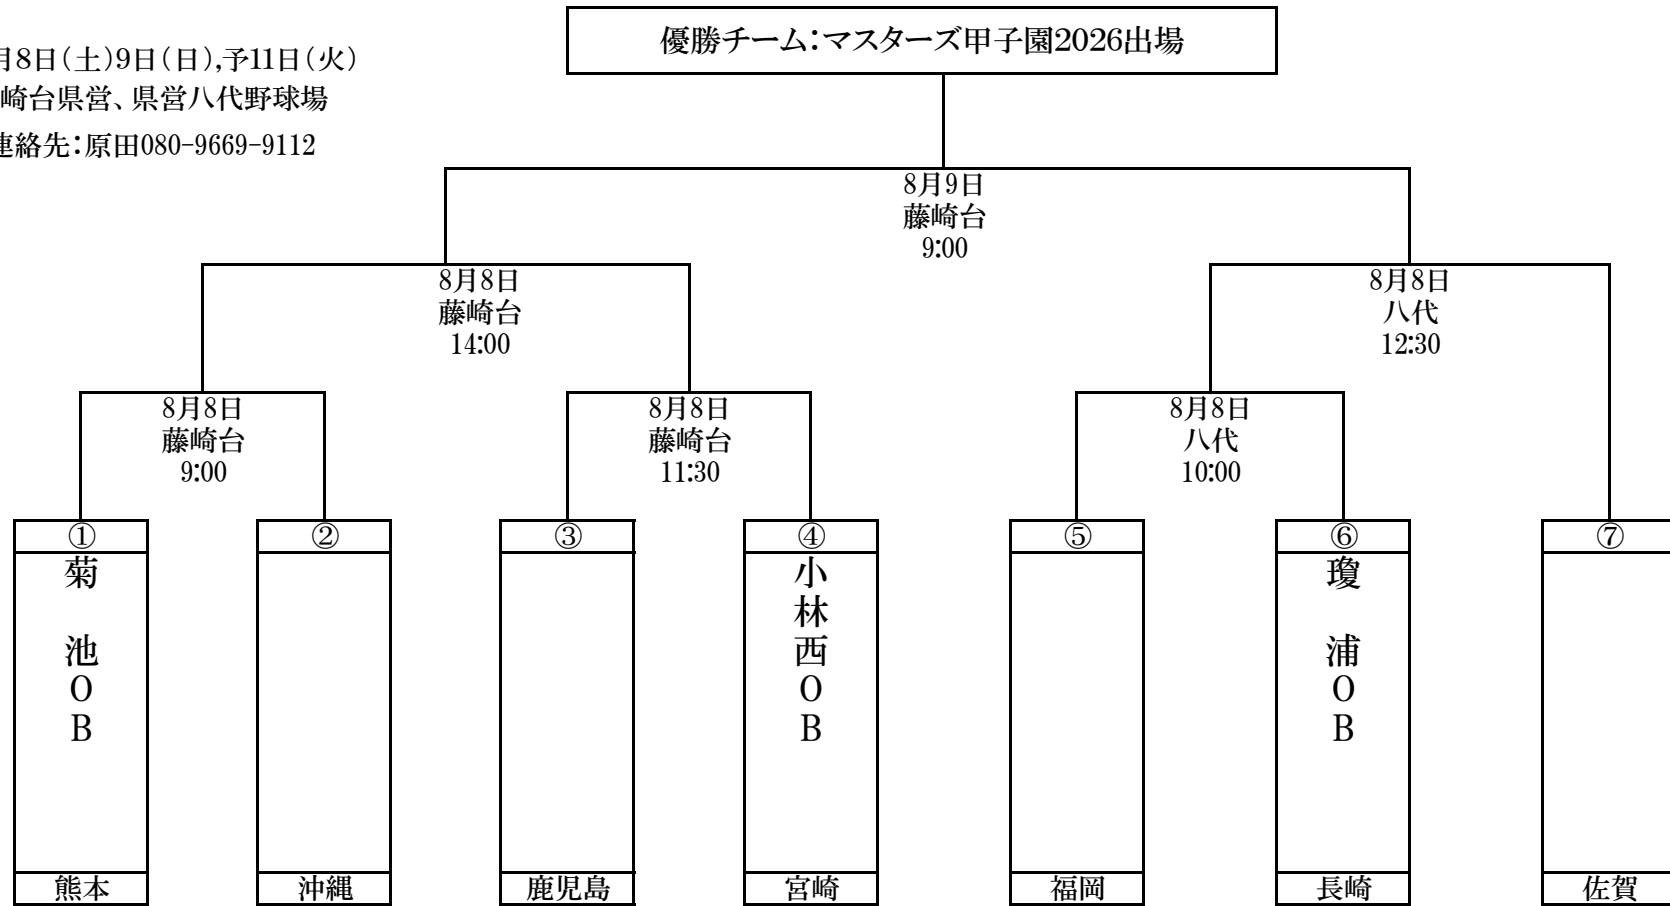 優勝チーム：マスターズ甲子園2026出場
月8日（土）9日（日）,予11日（火）
崎台県営、県営八代野球場
連絡先：原田080-9669-9112
8月9日
藤崎台
9:00
8月8日
藤崎台
14:00
8月8日
八代
12:30
8月8日
藤崎台
9:00
8月8日
藤崎台
11:30
8月8日
八代
10:00
①
②
③
④
⑤
⑥
⑦
菊　池OB
小林西OB
瓊　浦OB
熊本
沖縄
鹿児島
宮崎
福岡
長崎
佐賀